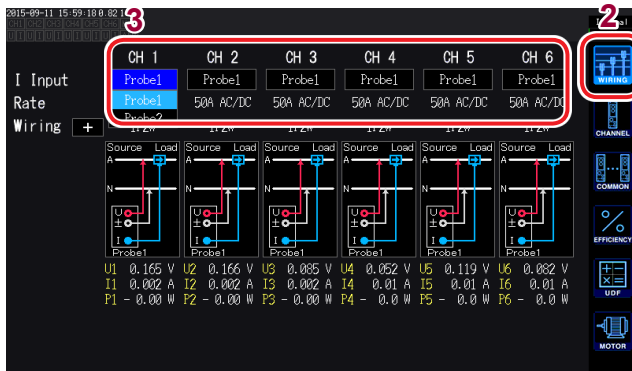 2015-09-11 15:59:18
3
2
CH 1 CH 2 CH 3 CH 4 CH 5 CH 6
I Input Probe1 Probe1 Probe1 Probe1 Probe1 Probe1
Rate Probe1 50A AC/DC 50A AC/DC 50A AC/DC 50A AC/DC 50A AC/DC
Probe2
Wiring +
Source Load Source Load Source Load Source Load Source Load Source Load
A A A A A A
N N N N N N
U U U U U U
± ± ± ± ± ±
I I I I I I
Probe1 Probe1 Probe1 Probe1 Probe1 Probe1
U1 0.165 V U2 0.166 V U3 0.085 V U4 0.052 V U5 0.119 V U6 0.082 V
I1 0.002 A I2 0.002 A I3 0.002 A I4 0.01 A I5 0.01 A I6 0.01 A
P1 - 0.00 W P2 - 0.00 W P3 - 0.00 W P4 - 0.0 W P5 - 0.0 W P6 - 0.0 W
WIRING
CHANNEL
COMMON
EFFICIENCY
UDF
MOTOR